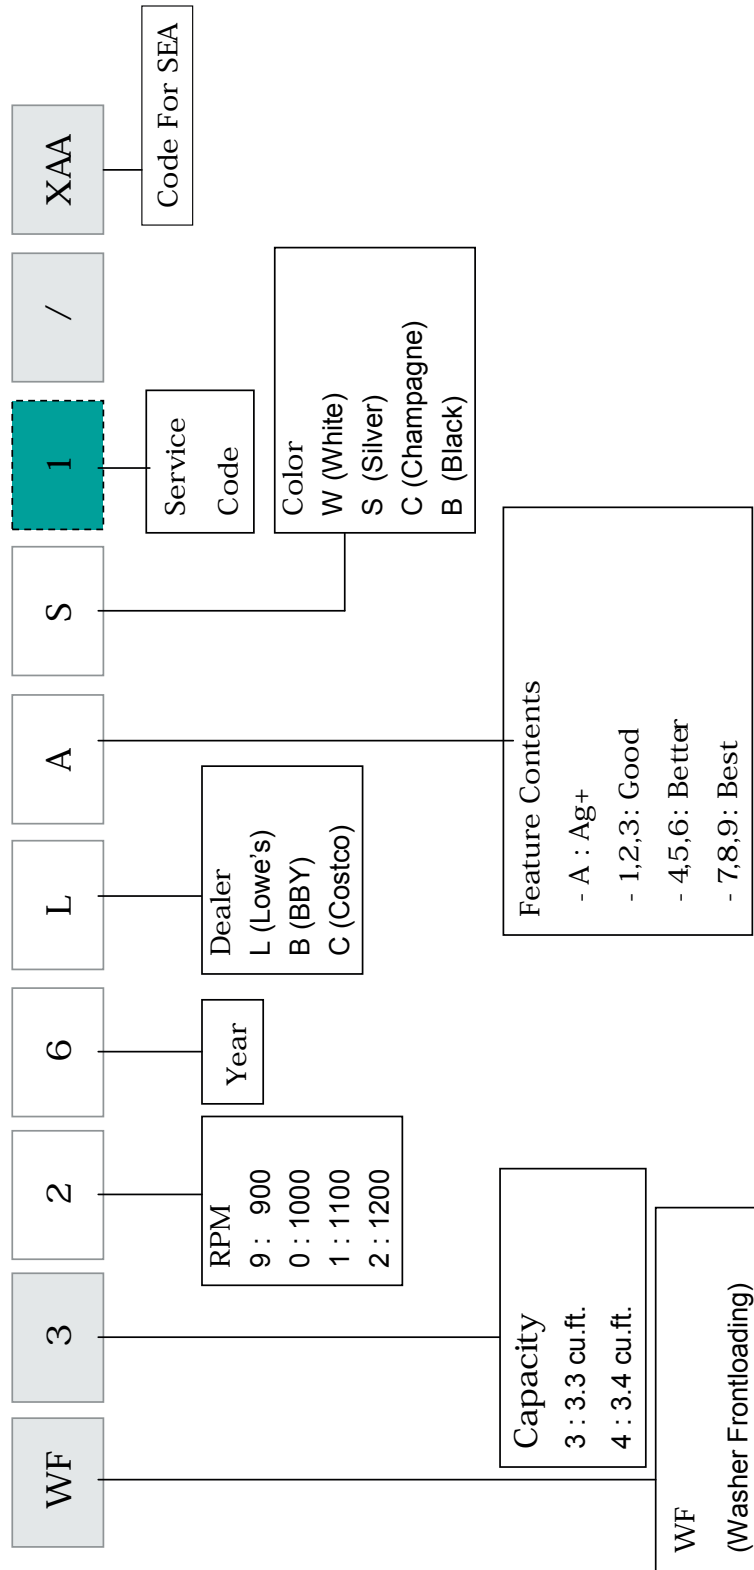 WF 3 2 6 L A S 1 / XAA
WF
(Washer Frontloading)
Capacity
3 : 3.3 cu.ft.
4 : 3.4 cu.ft.
RPM
9 : 900
0 : 1000
1 : 1100
2 : 1200
Year
Dealer
L (Lowe's)
B (BBY)
C (Costco)
Feature Contents
- A : Ag+
- 1,2,3: Good
- 4,5,6: Better
- 7,8,9: Best
Color
W (White)
S (Silver)
C (Champagne)
B (Black)
Service
Code
Code For SEA